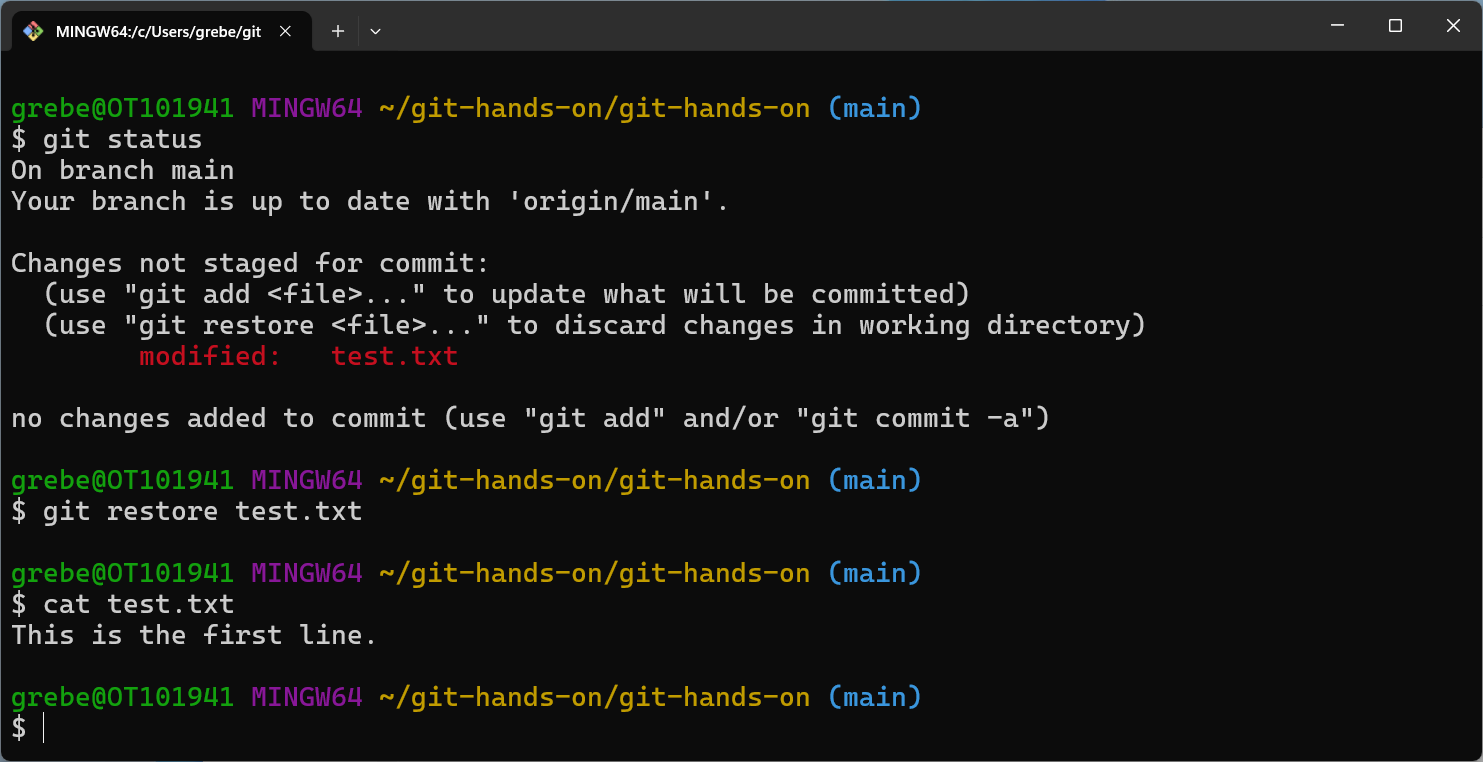 MINGW64:/c/Users/grebe/git
grebe@OT101941 MINGW64 ~/git-hands-on/git-hands-on (main)
$ git status
On branch main
Your branch is up to date with 'origin/main'.
Changes not staged for commit:
  (use "git add <file>..." to update what will be committed)
  (use "git restore <file>..." to discard changes in working directory)
        modified:   test.txt
no changes added to commit (use "git add" and/or "git commit -a")
grebe@OT101941 MINGW64 ~/git-hands-on/git-hands-on (main)
$ git restore test.txt
grebe@OT101941 MINGW64 ~/git-hands-on/git-hands-on (main)
$ cat test.txt
This is the first line.
grebe@OT101941 MINGW64 ~/git-hands-on/git-hands-on (main)
$